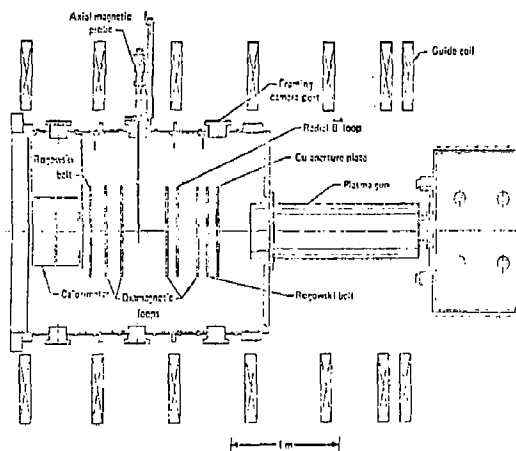 Axial magnetic
probe
Guide coil
Framing
camera port
Radial B loop
Rogowski
belt
Cu aperture plate
Plasma gun
Calorimeter
Diamagnetic
loops
Rogowski belt
1 m